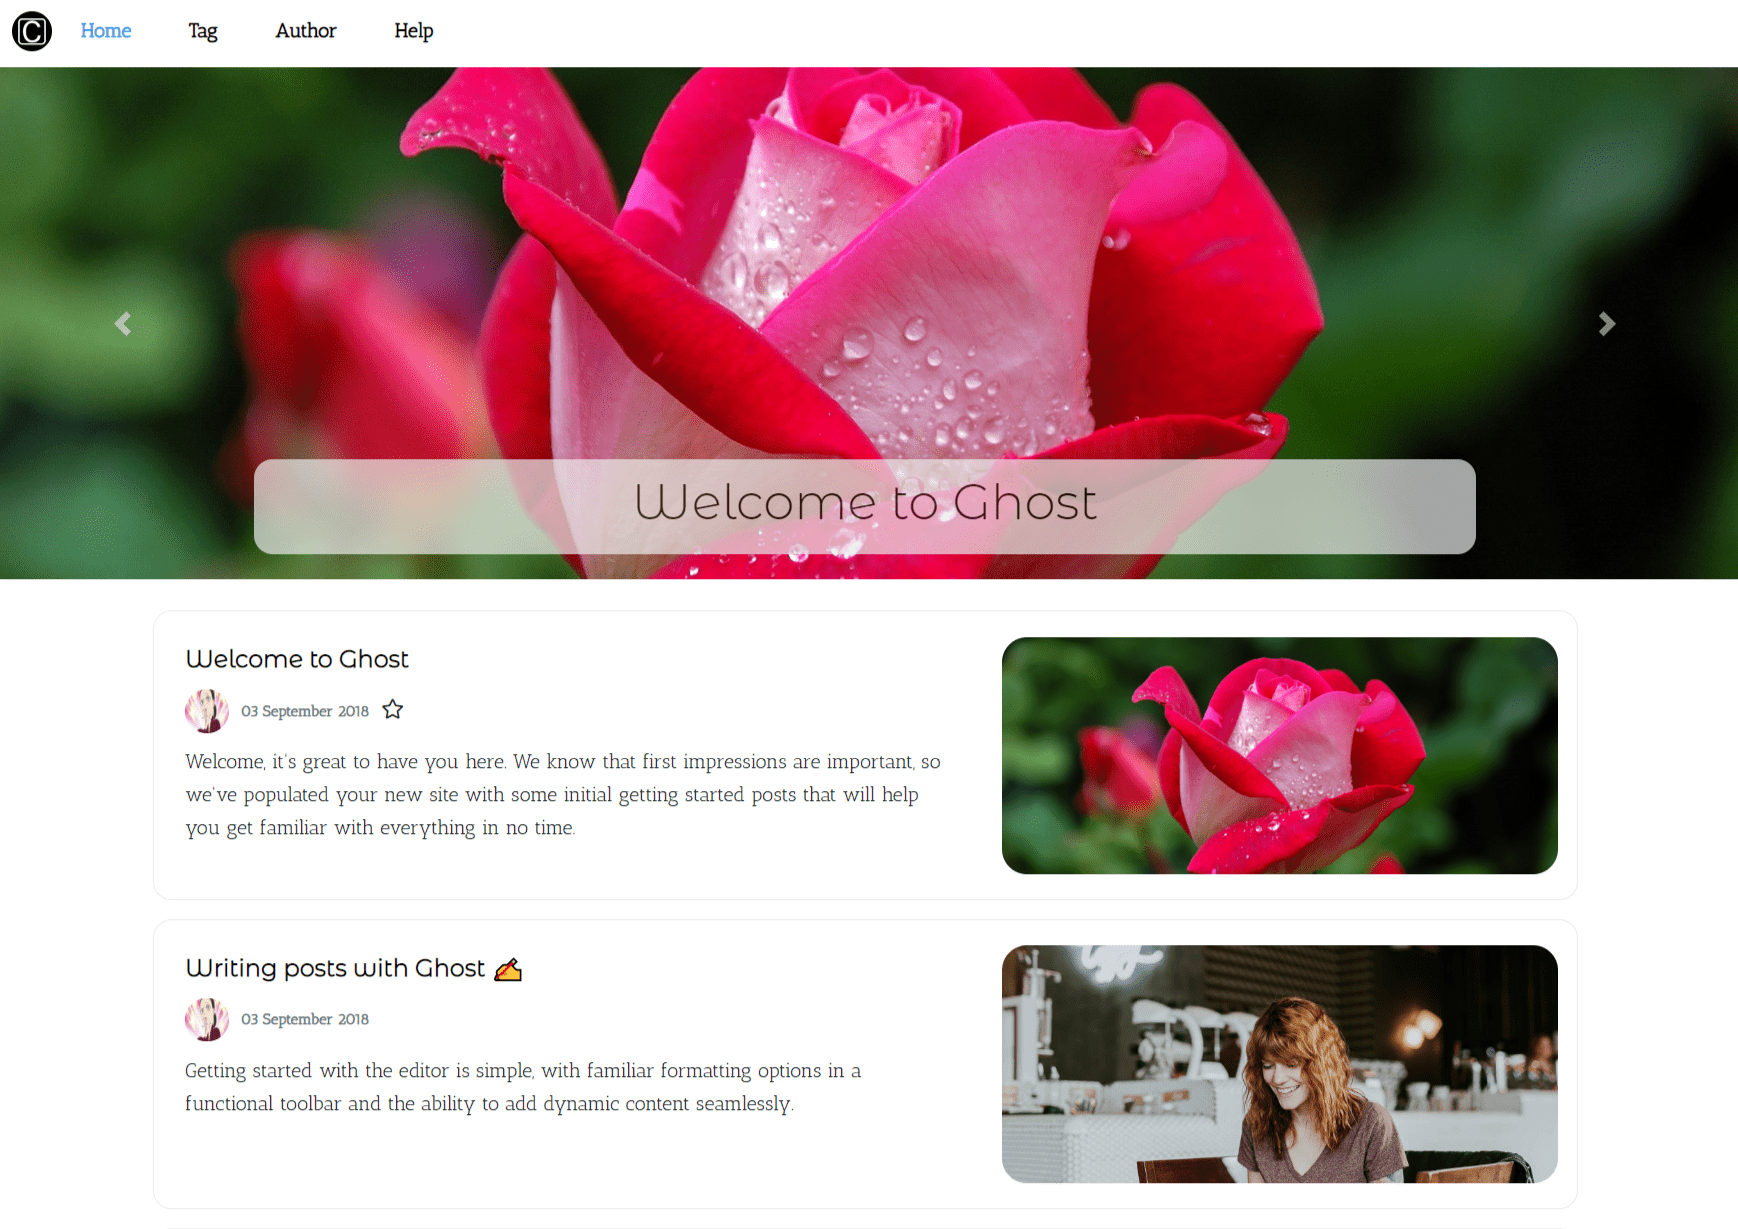 C
Home
Tag
Author
Help
Welcome to Ghost
Welcome to Ghost
03 September 2018
Welcome, it's great to have you here. We know that first impressions are important, so
we've populated your new site with some initial getting started posts that will help
you get familiar with everything in no time.
Writing posts with Ghost ✍
03 September 2018
Getting started with the editor is simple, with familiar formatting options in a
functional toolbar and the ability to add dynamic content seamlessly.